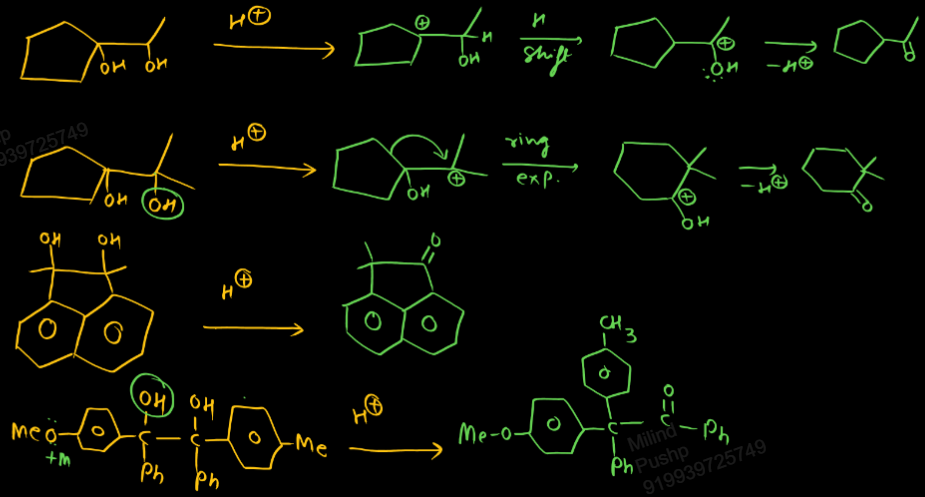 H⊕
OH OH
⊕
H
OH
H
shift
⊕
:OH
-H⊕
O
H⊕
OH OH
⊕
OH
ring
exp.
⊕
OH
-H⊕
O
OH OH
H⊕
O
CH3
MeO
+M
OH OH
C - C
Ph Ph
Me
H⊕
Me-O
C
Ph
O
C - Ph
Milind
Pushp
919939725749
p
939725749